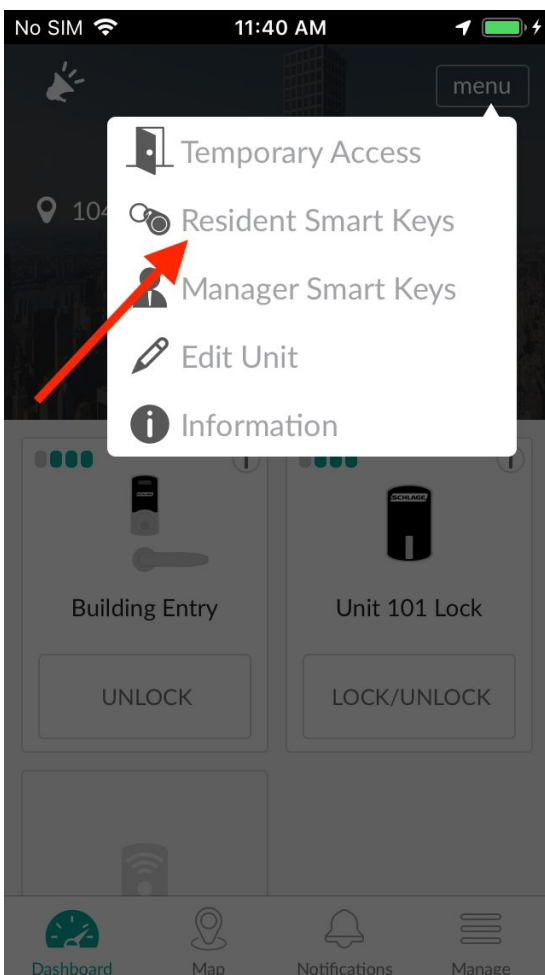 No SIM 11:40 AM
menu
Temporary Access
104
Resident Smart Keys
Manager Smart Keys
Edit Unit
Information
SCHLAGE
Building Entry
Unit 101 Lock
UNLOCK
LOCK/UNLOCK
Dashboard Map Notifications Manage